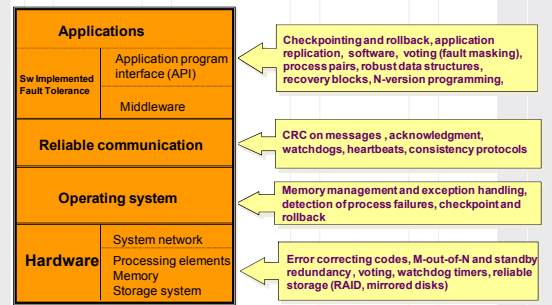 Applications
Sw Implemented
Fault Tolerance
Application program
interface (API)
Middleware
Checkpointing and rollback, application
replication, software, voting (fault masking),
process pairs, robust data structures,
recovery blocks, N-version programming,
Reliable communication
CRC on messages , acknowledgment,
watchdogs, heartbeats, consistency protocols
Operating system
Memory management and exception handling,
detection of process failures, checkpoint and
rollback
Hardware
System network
Processing elements
Memory
Storage system
Error correcting codes, M-out-of-N and standby
redundancy, voting, watchdog timers, reliable
storage (RAID, mirrored disks)